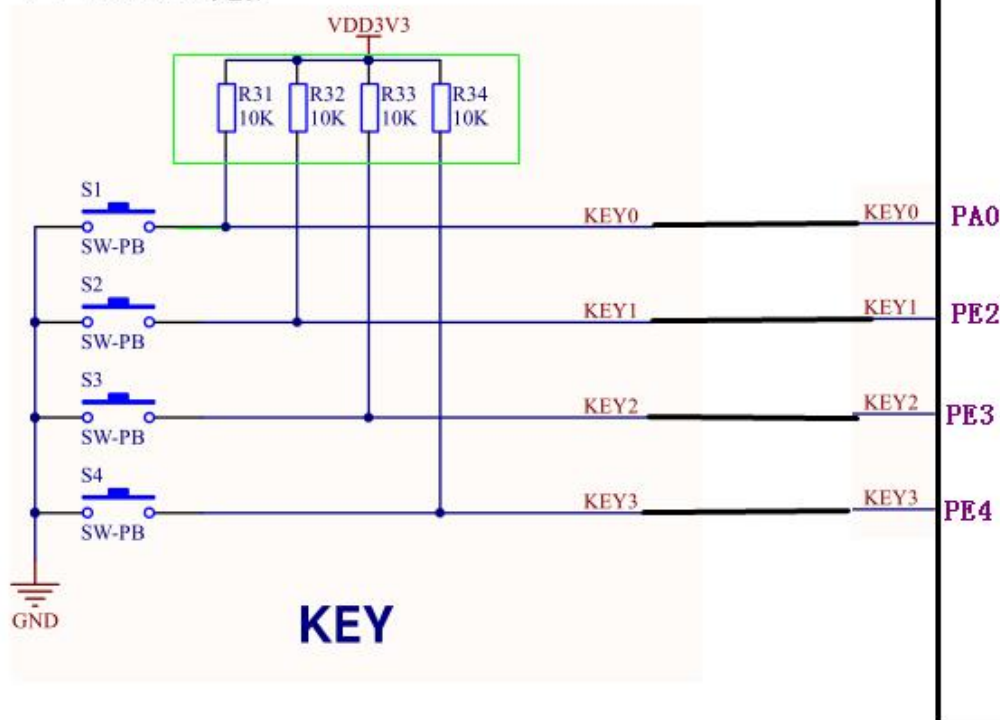 VDD3V3
R31 R32 R33 R34
10K 10K 10K 10K
S1
KEY0 KEY0 PA0
SW-PB
S2
KEY1 KEY1 PE2
SW-PB
S3
KEY2 KEY2 PE3
SW-PB
S4
KEY3 KEY3 PE4
SW-PB
GND
KEY